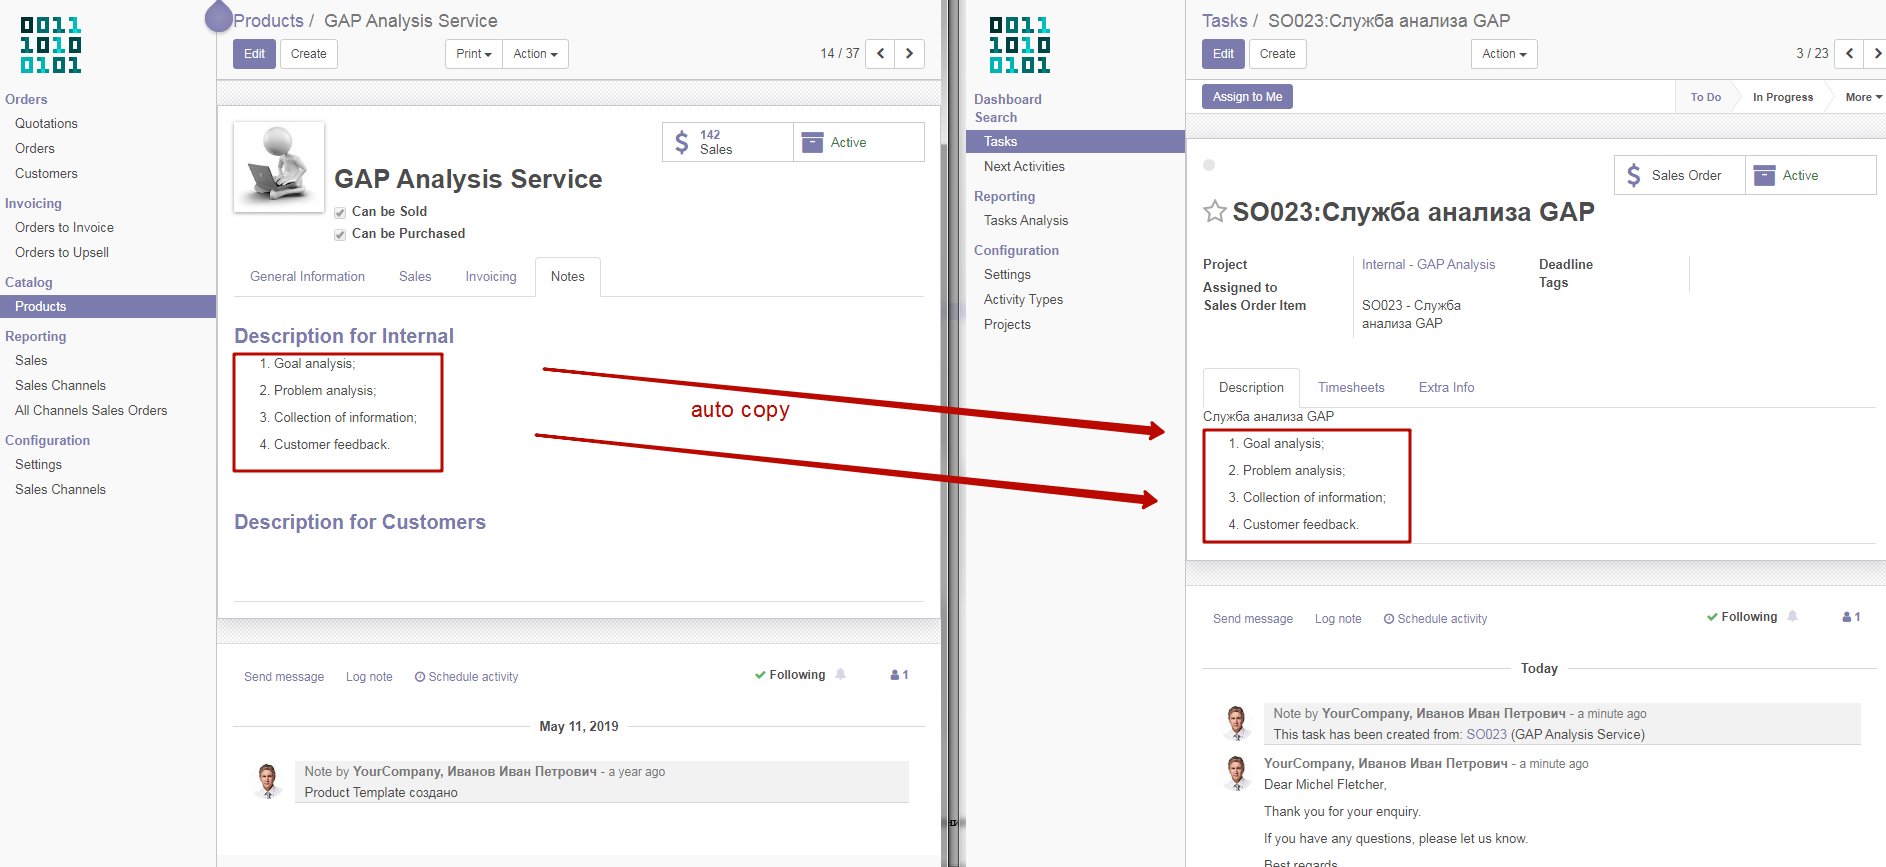 0011
1010
0101
Products / GAP Analysis Service
Edit Create Print Action 14 / 37
Orders
Quotations
Orders
Customers
Invoicing
Orders to Invoice
Orders to Upsell
Catalog
Products
Reporting
Sales
Sales Channels
All Channels Sales Orders
Configuration
Settings
Sales Channels
142
Sales
Active
GAP Analysis Service
Can be Sold
Can be Purchased
General Information Sales Invoicing Notes
Description for Internal
1. Goal analysis;
2. Problem analysis;
3. Collection of information;
4. Customer feedback.
auto copy
Description for Customers
Send message Log note Schedule activity Following 1
May 11, 2019
Note by YourCompany, Иванов Иван Петрович - a year ago
Product Template создано
0011
1010
0101
Tasks / SO023:Служба анализа GAP
Edit Create Action 3 / 23
Assign to Me To Do In Progress More
Dashboard
Search
Tasks
Next Activities
Reporting
Tasks Analysis
Configuration
Settings
Activity Types
Projects
Sales Order Active
SO023:Служба анализа GAP
Project Internal - GAP Analysis Deadline
Assigned to Tags
Sales Order Item SO023 - Служба
анализа GAP
Description Timesheets Extra Info
Служба анализа GAP
1. Goal analysis;
2. Problem analysis;
3. Collection of information;
4. Customer feedback.
Send message Log note Schedule activity Following 1
Today
Note by YourCompany, Иванов Иван Петрович - a minute ago
This task has been created from: SO023 (GAP Analysis Service)
YourCompany, Иванов Иван Петрович - a minute ago
Dear Michel Fletcher,
Thank you for your enquiry.
If you have any questions, please let us know.
Best regards